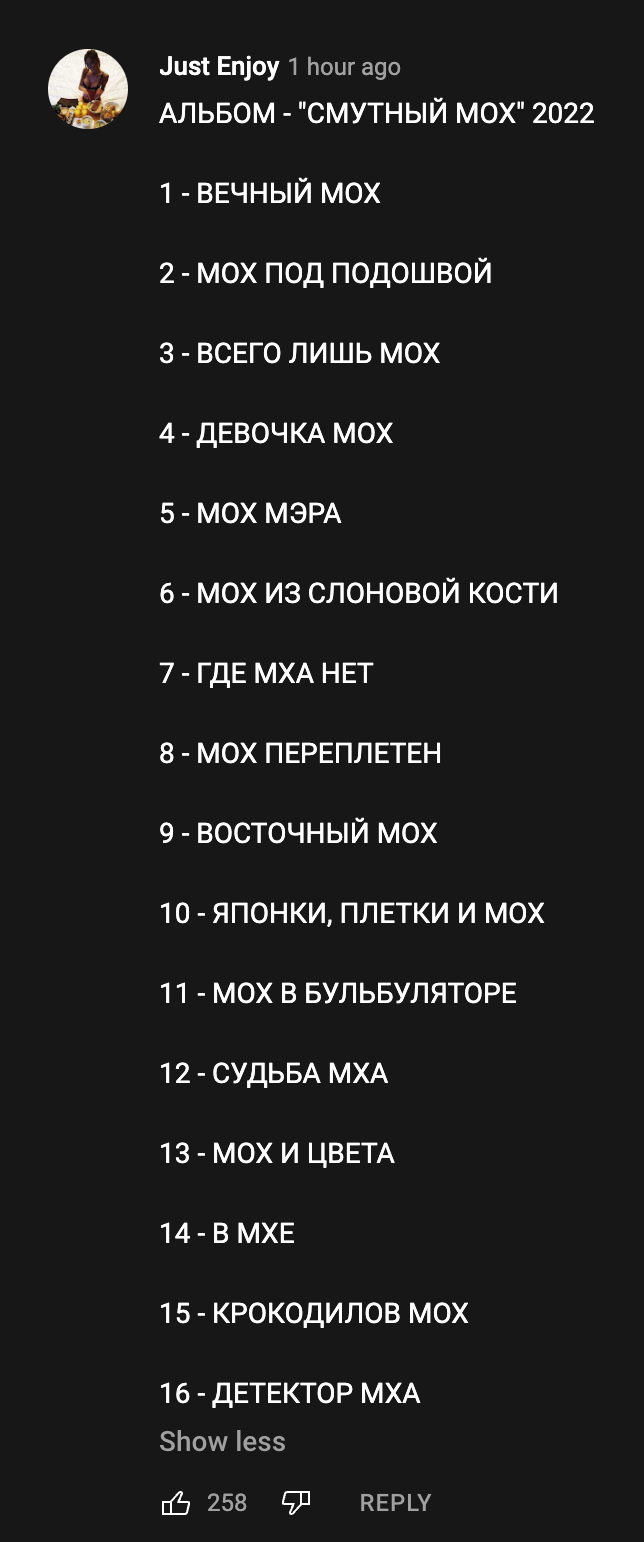 Just Enjoy 1 hour ago
АЛЬБОМ - "СМУТНЫЙ МОХ" 2022
1 - ВЕЧНЫЙ МОХ
2 - МОХ ПОД ПОДОШВОЙ
3 - ВСЕГО ЛИШЬ МОХ
4 - ДЕВОЧКА МОХ
5 - МОХ МЭРА
6 - МОХ ИЗ СЛОНОВОЙ КОСТИ
7 - ГДЕ МХА НЕТ
8 - МОХ ПЕРЕПЛЕТЕН
9 - ВОСТОЧНЫЙ МОХ
10 - ЯПОНКИ, ПЛЕТКИ И МОХ
11 - МОХ В БУЛЬБУЛЯТОРЕ
12 - СУДЬБА МХА
13 - МОХ И ЦВЕТА
14 - В МХЕ
15 - КРОКОДИЛОВ МОХ
16 - ДЕТЕКТОР МХА
Show less
258 REPLY